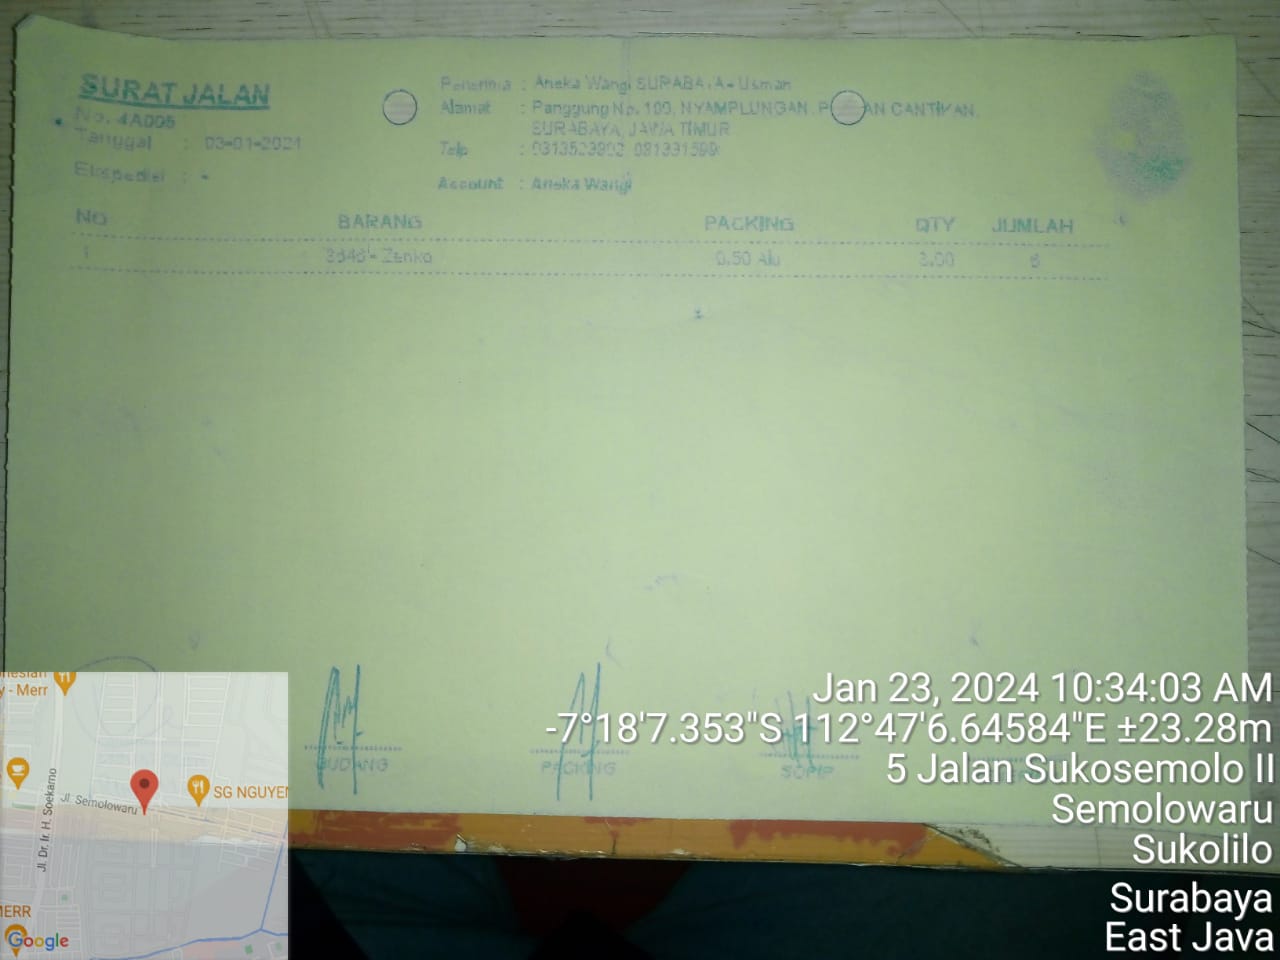 SURAT JALAN
No. 4A005
Tanggal : 03-01-2021
Ekspedisi : -
Penerima : Aneka Wangi SURABAYA - Usman
Alamat : Panggung No. 100, NYAMPLUNGAN. P AN CANTIKAN.
SURABAYA, JAWA TIMUR
Telp :
Account : Aneka Wangi
NO BARANG PACKING QTY JUMLAH
1 Zenko 0.50 Alu 3.00 6
GUDANG PACKING SOPIR
Jan 23, 2024 10:34:03 AM
-7°18'7.353"S 112°47'6.64584"E ±23.28m
5 Jalan Sukosemolo II
Semolowaru
Sukolilo
Surabaya
East Java
y - Merr
Jl. Dr. Ir. H. Soekarno
Jl. Semolowaru
SG NGUYEN
MERR
Google